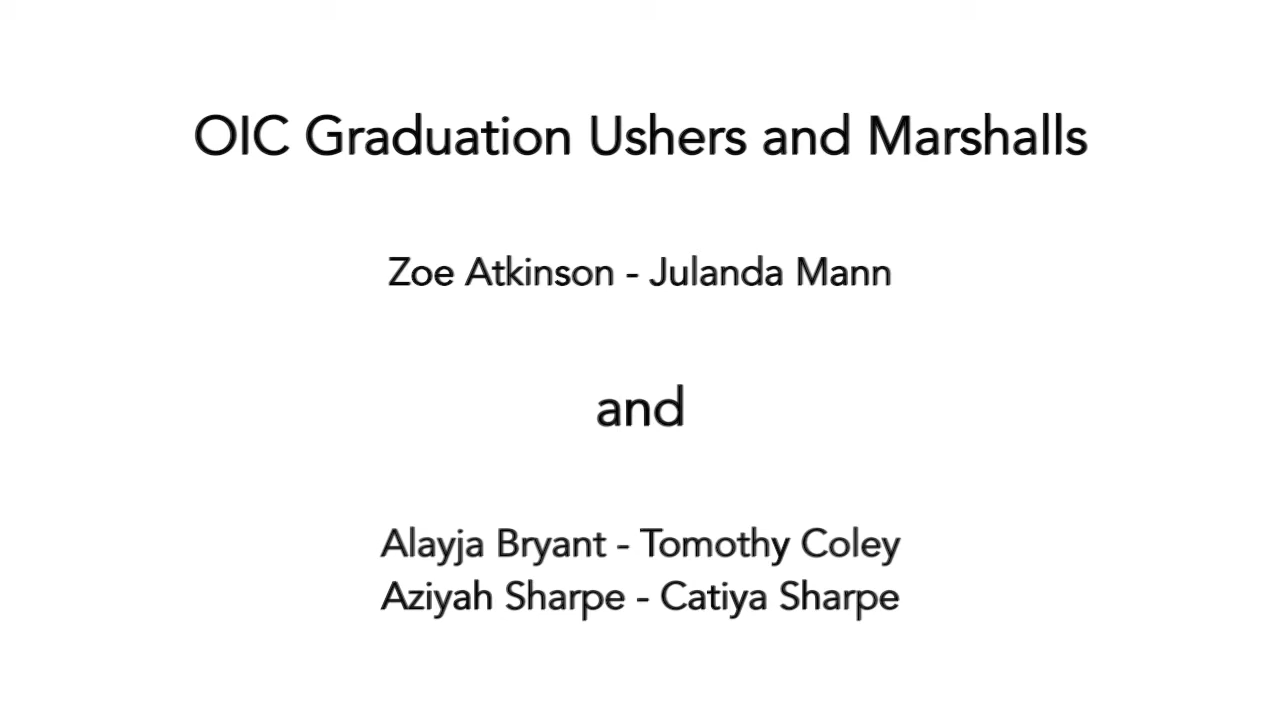 OIC Graduation Ushers and Marshalls
Zoe Atkinson - Julanda Mann
and
Alayja Bryant - Tomothy Coley
Aziyah Sharpe - Catiya Sharpe